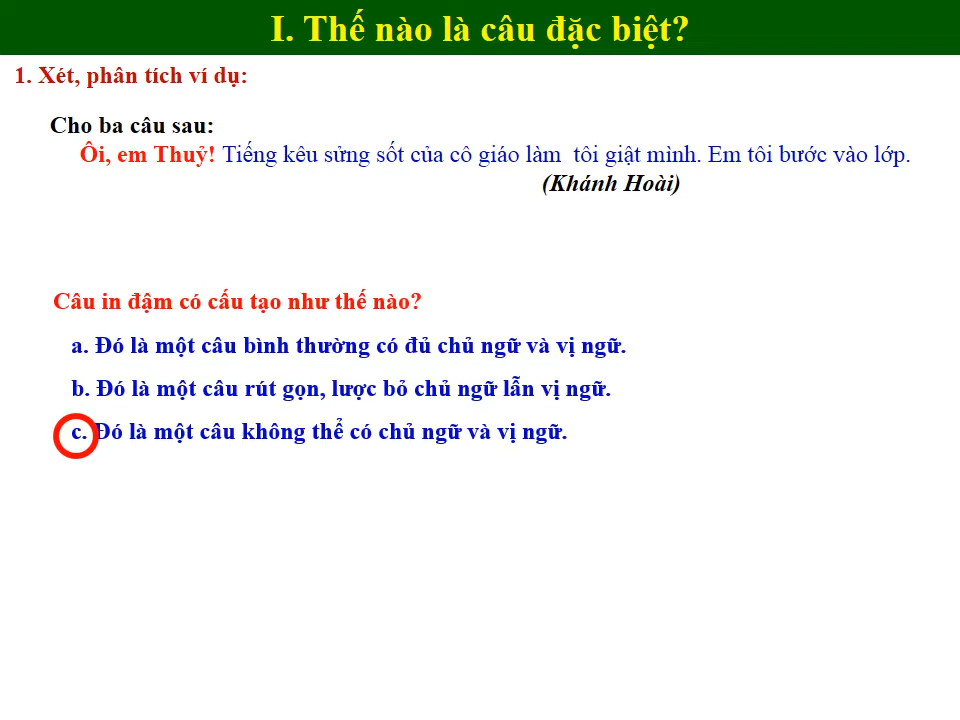 I. Thế nào là câu đặc biệt?
1. Xét, phân tích ví dụ:
Cho ba câu sau:
Ôi, em Thuỷ! Tiếng kêu sửng sốt của cô giáo làm  tôi giật mình. Em tôi bước vào lớp.
(Khánh Hoài)
Câu in đậm có cấu tạo như thế nào?
a. Đó là một câu bình thường có đủ chủ ngữ và vị ngữ.
b. Đó là một câu rút gọn, lược bỏ chủ ngữ lẫn vị ngữ.
c. Đó là một câu không thể có chủ ngữ và vị ngữ.